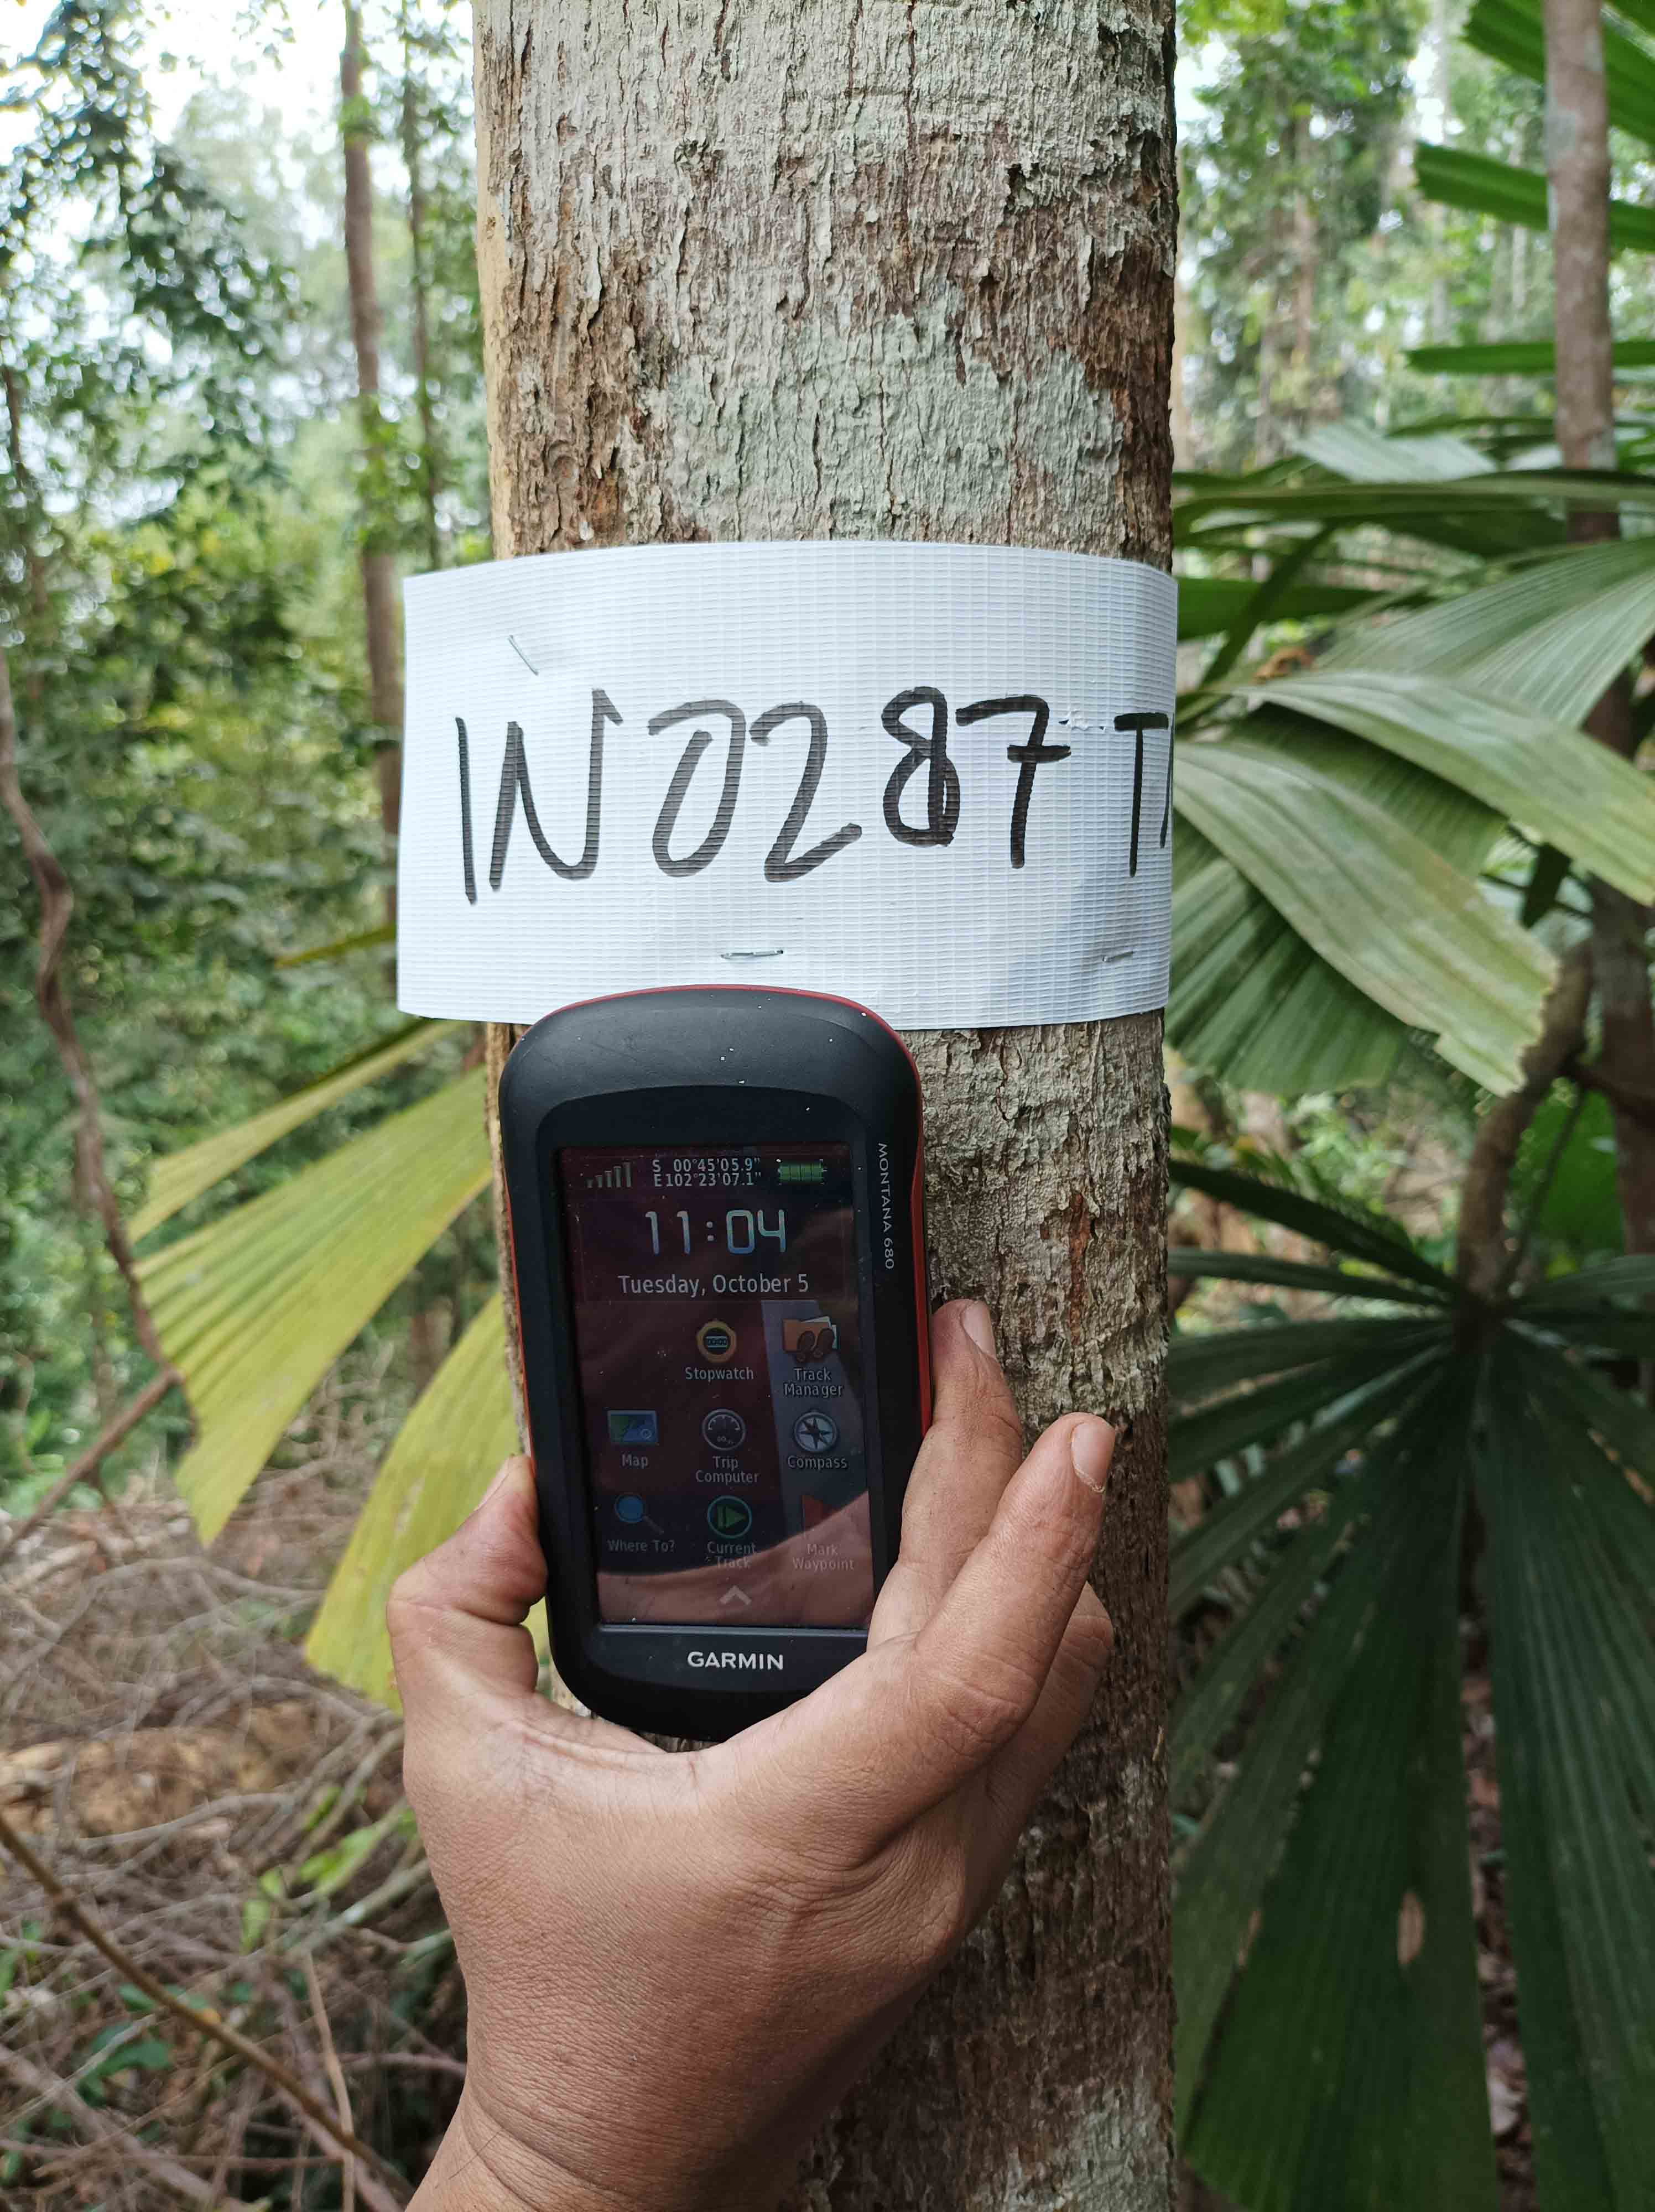 IN0287 T
S 00°45'05.9"
E102°23'07.1"
11:04
Tuesday, October 5
Stopwatch
Track Manager
Map
Trip Computer
Compass
Where To?
Current Track
Mark Waypoint
GARMIN
MONTANA 680